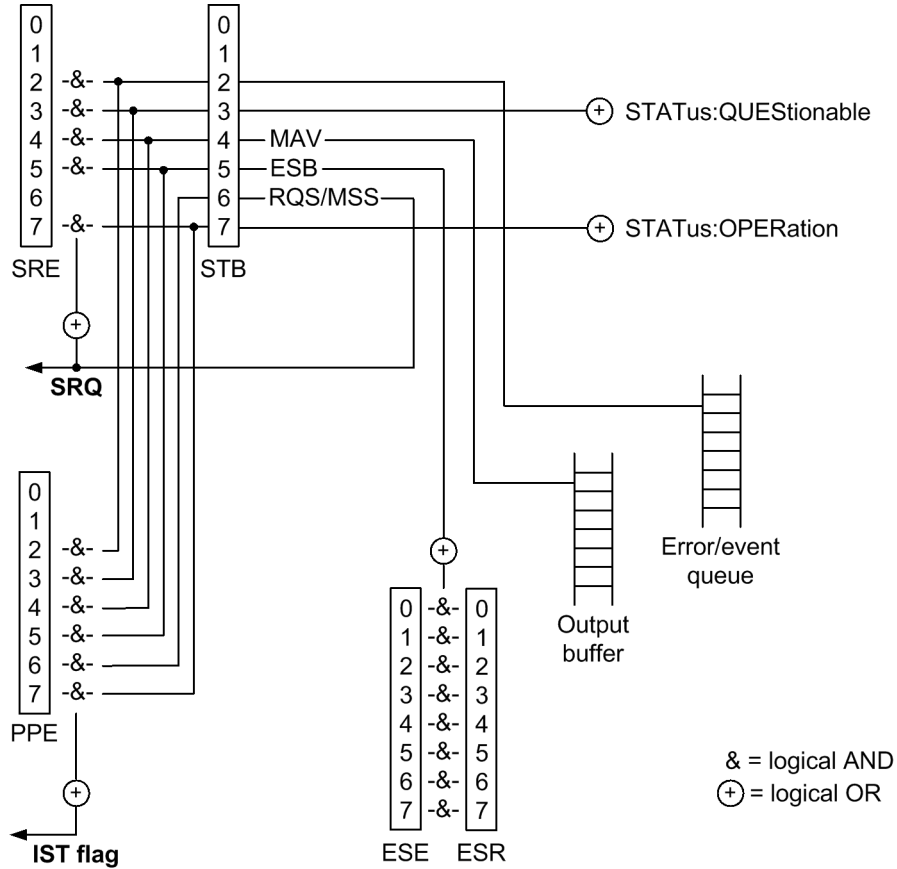 0 0
1 1
2 -&- 2
3 -&- 3 + STATus:QUEStionable
4 -&- 4 MAV
5 -&- 5 ESB
6 6 RQS/MSS
7 -&- 7 + STATus:OPERation
SRE STB
+
SRQ
0
1
2 -&-
3 -&-
4 -&-
5 -&-
6 -&-
7 -&-
PPE
+
IST flag
Error/event
queue
Output
buffer
+
0 -&- 0
1 -&- 1
2 -&- 2
3 -&- 3
4 -&- 4
5 -&- 5
6 -&- 6
7 -&- 7
ESE ESR
& = logical AND
+ = logical OR